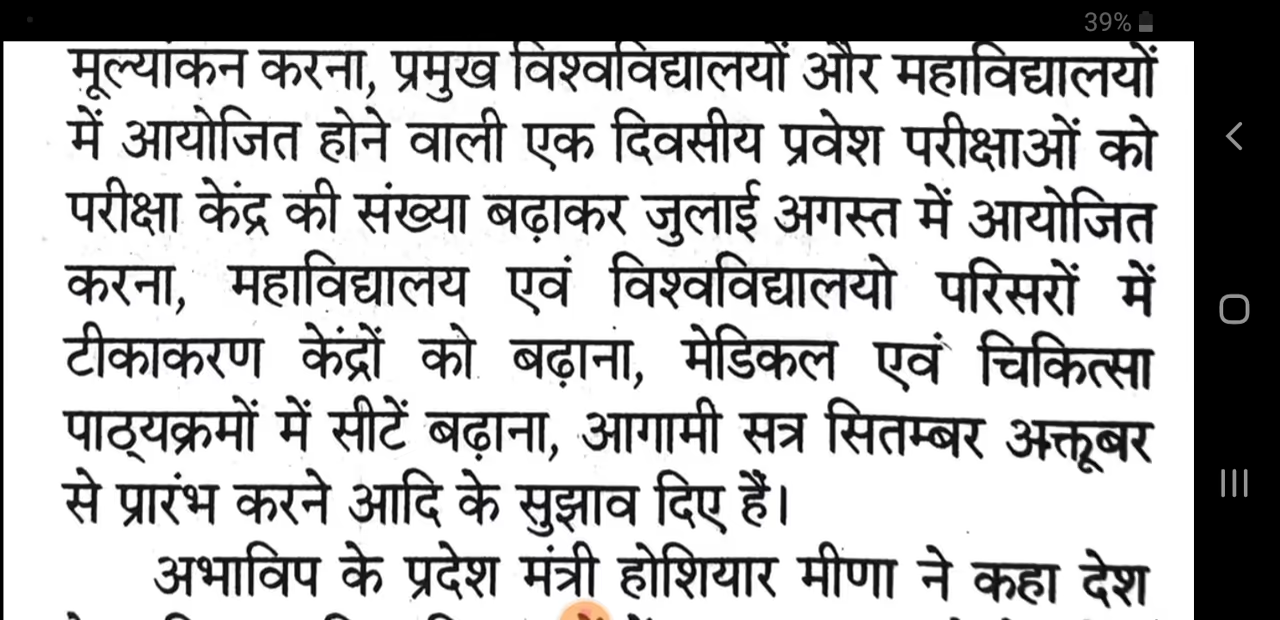 39%
मूल्यांकन करना, प्रमुख विश्वविद्यालयों और महाविद्यालयों
में आयोजित होने वाली एक दिवसीय प्रवेश परीक्षाओं को
परीक्षा केंद्र की संख्या बढ़ाकर जुलाई अगस्त में आयोजित
करना, महाविद्यालय एवं विश्वविद्यालयो परिसरों में
टीकाकरण केंद्रों को बढ़ाना, मेडिकल एवं चिकित्सा
पाठ्यक्रमों में सीटें बढ़ाना, आगामी सत्र सितम्बर अक्तूबर
से प्रारंभ करने आदि के सुझाव दिए हैं।
अभाविप के प्रदेश मंत्री होशियार मीणा ने कहा देश